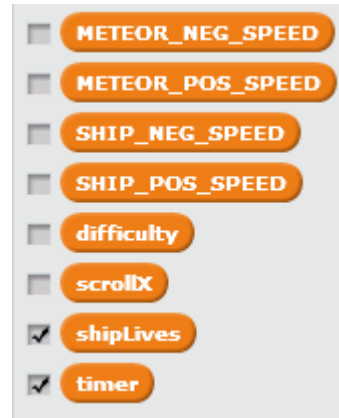 METEOR_NEG_SPEED
METEOR_POS_SPEED
SHIP_NEG_SPEED
SHIP_POS_SPEED
difficulty
scrollX
shipLives
timer